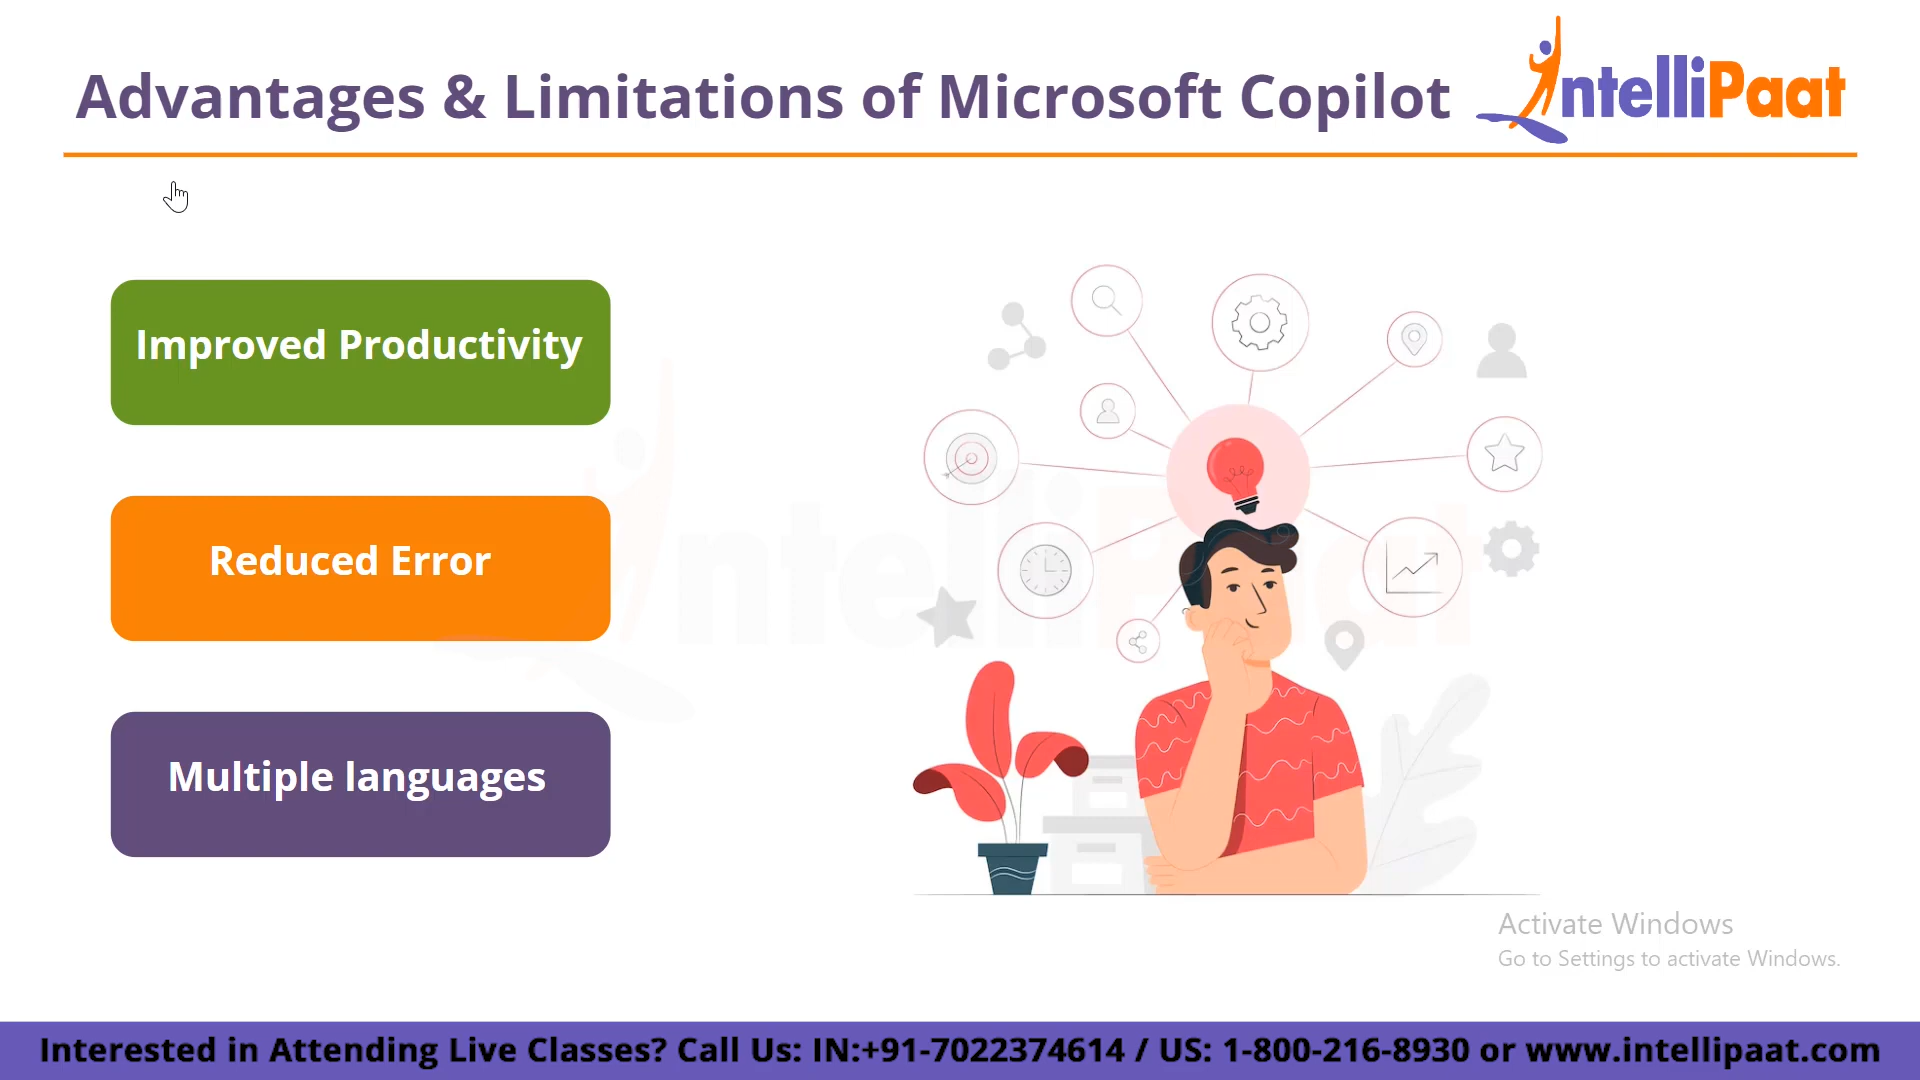 Advantages & Limitations of Microsoft Copilot
IntelliPaat
Improved Productivity
Reduced Error
Multiple languages
IntelliPaat
Activate Windows
Go to Settings to activate Windows.
Interested in Attending Live Classes? Call Us: IN:+91-7022374614 / US: 1-800-216-8930 or www.intellipaat.com